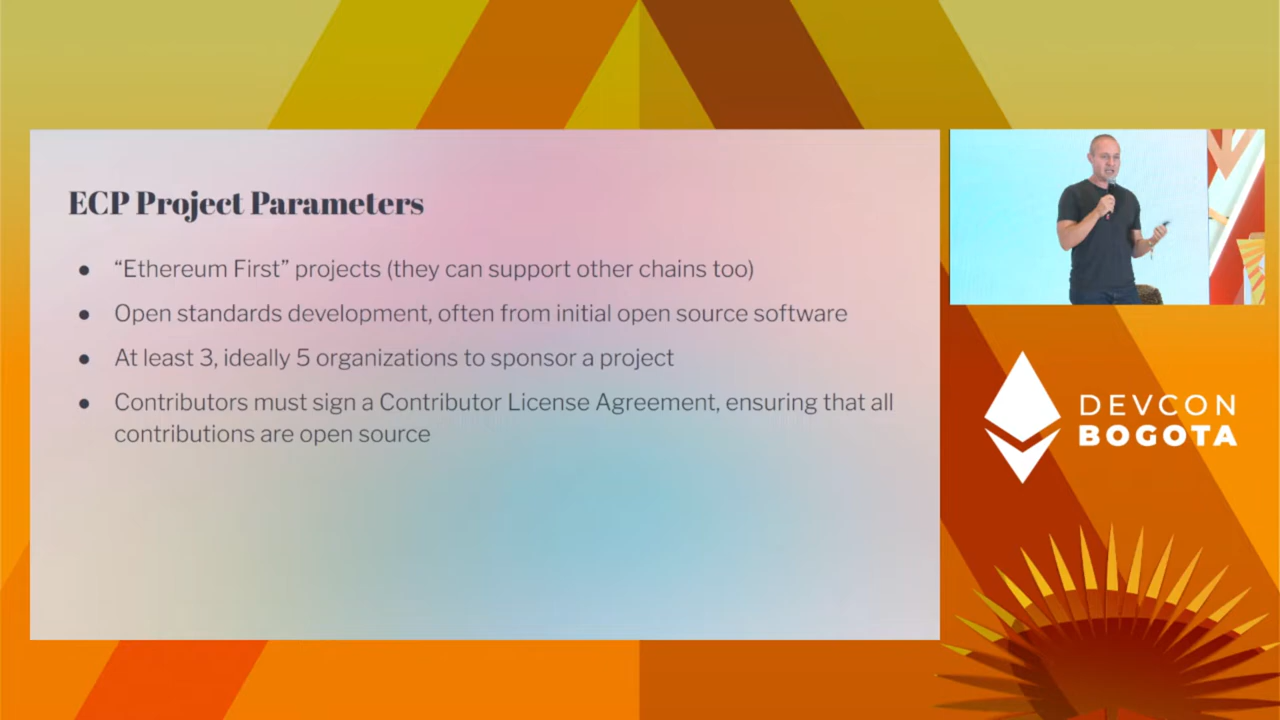 ECP Project Parameters
● “Ethereum First” projects (they can support other chains too)
● Open standards development, often from initial open source software
● At least 3, ideally 5 organizations to sponsor a project
● Contributors must sign a Contributor License Agreement, ensuring that all
contributions are open source
DEVCON
BOGOTA